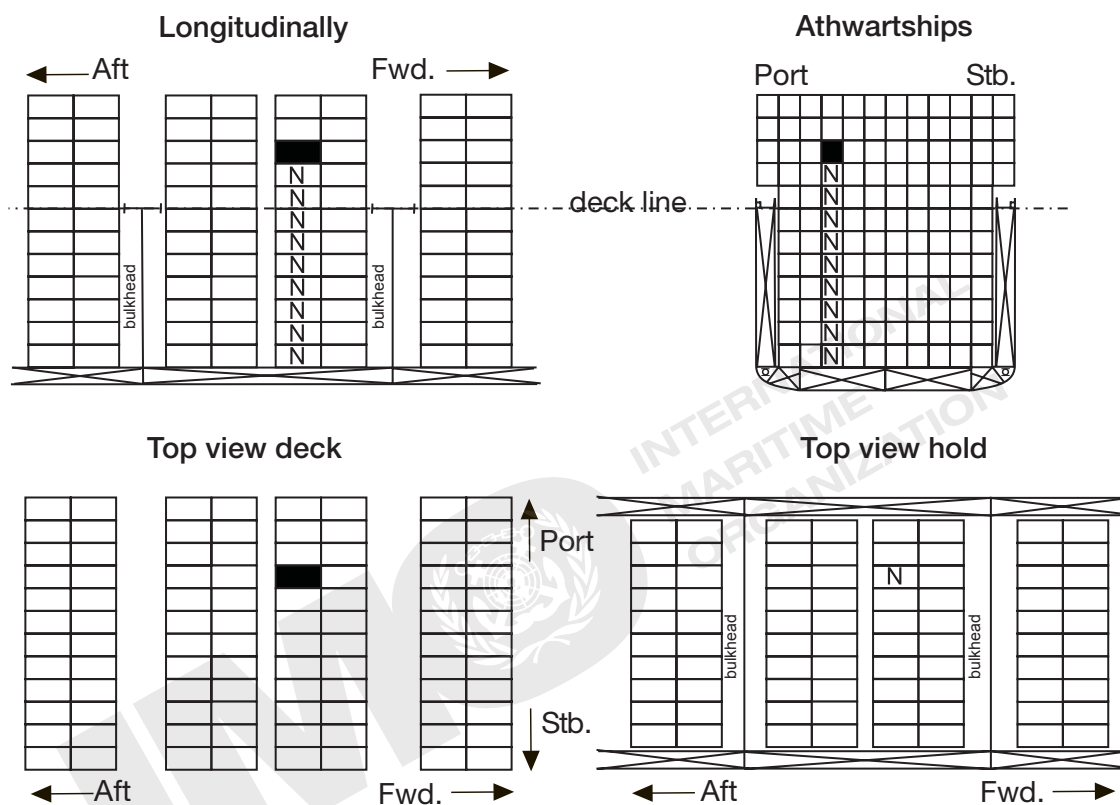 Longitudinally
Athwartships
Aft
Fwd.
Port
Stb.
N
N
N
N
N
N
N
N
N
deck line
N
N
N
N
N
N
N
N
N
bulkhead
bulkhead
INTERNATIONAL
MARITIME
ORGANIZATION
IMO
Top view deck
Top view hold
Port
Stb.
N
bulkhead
bulkhead
Aft
Fwd.
Aft
Fwd.